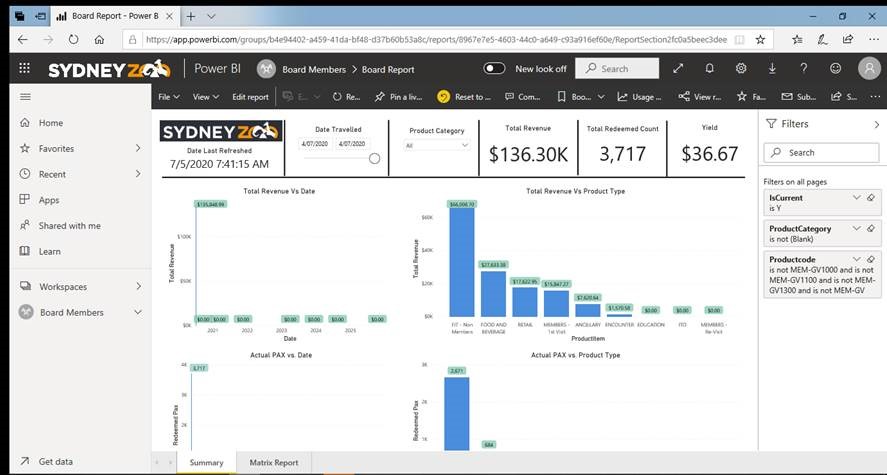 Board Report - Power B
https://app.powerbi.com/groups/b4e94402-a459-41da-bf48-d37b60b53a8c/reports/8967e7e5-4603-44c0-a649-c93a916ef60e/ReportSection2fc0a5beec3dee
SYDNEY ZOO
Power BI
Board Members > Board Report
New look off
Search
File
View
Edit report
E...
Re...
Pin a liv...
Reset to ...
Com...
Boo...
Usage ...
View r...
Fa...
Sub...
S...
Home
Favorites
Recent
Apps
Shared with me
Learn
Workspaces
Board Members
Get data
SYDNEY ZOO
Date Last Refreshed
7/5/2020 7:41:15 AM
Date Travelled
4/07/2020 4/07/2020
Product Category
All
Total Revenue
$136.30K
Total Redeemed Count
3,717
Yield
$36.67
Total Revenue Vs Date
$135,848.99
Total Revenue
$100K
$50K
$0K
$0.00 $0.00 $0.00 $0.00 $0.00 $0.00 $0.00
2021 2022 2023 2024 2025
Date
Total Revenue Vs Product Type
Total Revenue
$60K
$40K
$20K
$0K
$27,633.38
$17,622.95
$15,847.27
$7,620.64
$1,570.58
$0.00 $0.00 $0.00
FIT - Non Members
FOOD AND BEVERAGE
RETAIL
MEMBERS - 1st Visit
ANCILLARY
ENCOUNTER
EDUCATION
ITO
MEMBERS - Re-Visit
ProductItem
Actual PAX vs. Date
4K
3,717
3K
2K
Redeemed Pax
Actual PAX vs. Product Type
3K
2,671
2K
1K
684
Redeemed Pax
Summary
Matrix Report
Filters
Search
Filters on all pages
IsCurrent
is Y
ProductCategory
is not (Blank)
Productcode
is not MEM-GV1000 and is not
MEM-GV1100 and is not MEM-
GV1300 and is not MEM-GV